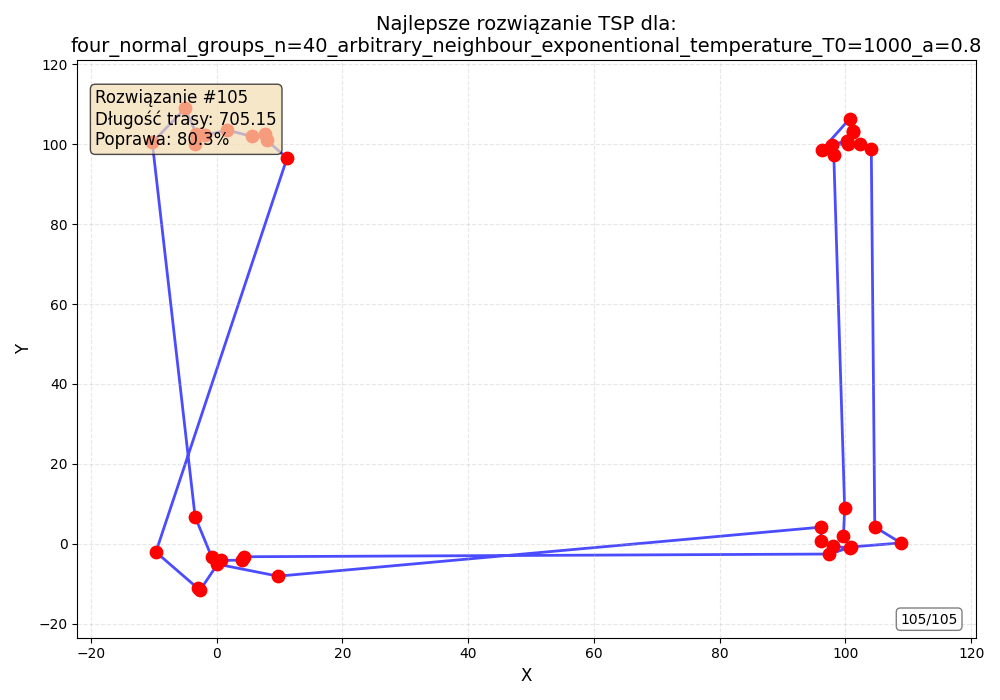 Najlepsze rozwiązanie TSP dla:
four_normal_groups_n=40_arbitrary_neighbour_exponential_temperature_T0=1000_a=0.8
Rozwiązanie #105
Długość trasy: 705.15
Poprawa: 80.3%
120
100
80
60
40
20
0
−20
Y
105/105
−20 0 20 40 60 80 100 120
X